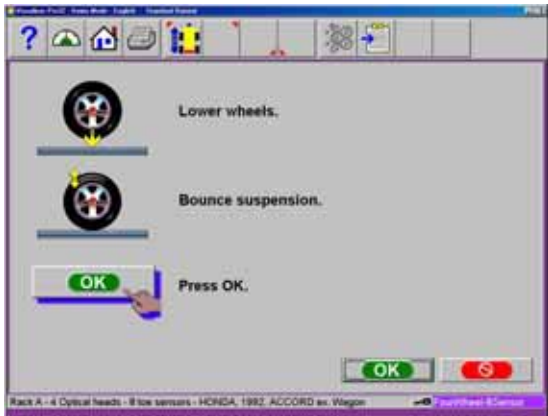 ?
Lower wheels.
Bounce suspension.
OK
Press OK.
OK
Rack A - 4 Optical heads - 8 toe sensors - HONDA, 1992, ACCORD ex. Wagon